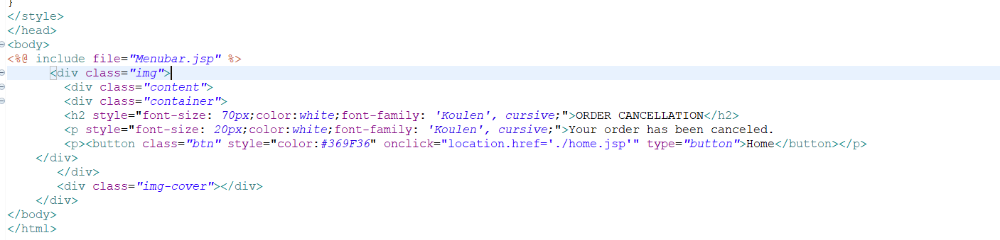 }
</style>
</head>
<body>
<%@ include file="Menubar.jsp" %>
<div class="img">
<div class="content">
<div class="container">
<h2 style="font-size: 70px;color:white;font-family: 'Koulen', cursive;">ORDER CANCELLATION</h2>
<p style="font-size: 20px;color:white;font-family: 'Koulen', cursive;">Your order has been canceled.
<p><button class="btn" style="color:#369F36" onclick="location.href='./home.jsp'" type="button">Home</button></p>
</div>
</div>
<div class="img-cover"></div>
</div>
</body>
</html>